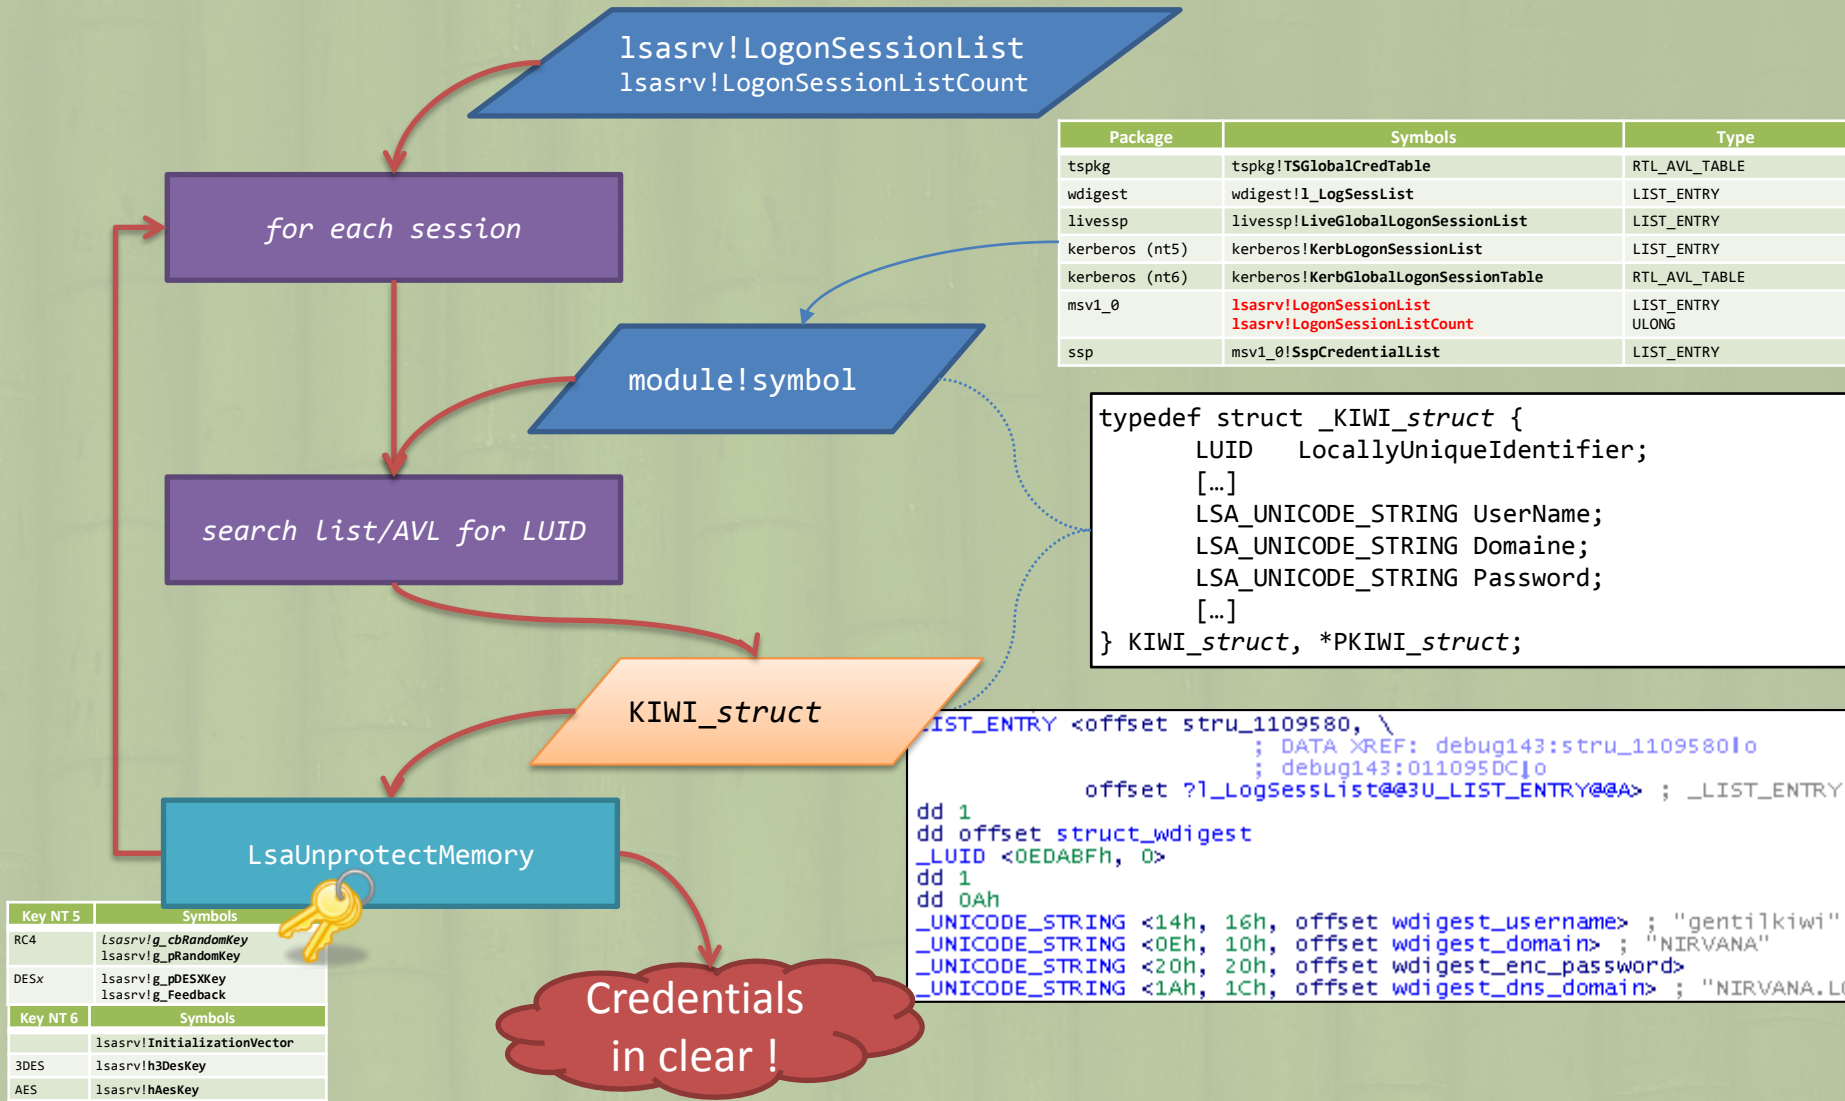 lsasrv!LogonSessionList
lsasrv!LogonSessionListCount
for each session
module!symbol
search list/AVL for LUID
KIWI_struct
LsaUnprotectMemory
Credentials
in clear !
Package Symbols Type
tspkg tspkg!TSGlobalCredTable RTL_AVL_TABLE
wdigest wdigest!l_LogSessList LIST_ENTRY
livessp livessp!LiveGlobalLogonSessionList LIST_ENTRY
kerberos (nt5) kerberos!KerbLogonSessionList LIST_ENTRY
kerberos (nt6) kerberos!KerbGlobalLogonSessionTable RTL_AVL_TABLE
msv1_0 lsasrv!LogonSessionList LIST_ENTRY
lsasrv!LogonSessionListCount ULONG
ssp msv1_0!SspCredentialList LIST_ENTRY
typedef struct _KIWI_struct {
LUID LocallyUniqueIdentifier;
[…]
LSA_UNICODE_STRING UserName;
LSA_UNICODE_STRING Domaine;
LSA_UNICODE_STRING Password;
[…]
} KIWI_struct, *PKIWI_struct;
LIST_ENTRY <offset stru_1109580, \
; DATA XREF: debug143:stru_1109580↑o
; debug143:011095DC↓o
offset ?l_LogSessList@@3U_LIST_ENTRY@@A> ; _LIST_ENTRY
dd 1
dd offset struct_wdigest
_LUID <0EDABFh, 0>
dd 1
dd 0Ah
_UNICODE_STRING <14h, 16h, offset wdigest_username> ; "gentilkiwi"
_UNICODE_STRING <0Eh, 10h, offset wdigest_domain> ; "NIRVANA"
_UNICODE_STRING <20h, 20h, offset wdigest_enc_password>
_UNICODE_STRING <1Ah, 1Ch, offset wdigest_dns_domain> ; "NIRVANA.LO
Key NT 5 Symbols
RC4 lsasrv!g_cbRandomKey
lsasrv!g_pRandomKey
DESx lsasrv!g_pDESXKey
lsasrv!g_Feedback
Key NT 6 Symbols
lsasrv!InitializationVector
3DES lsasrv!h3DesKey
AES lsasrv!hAesKey